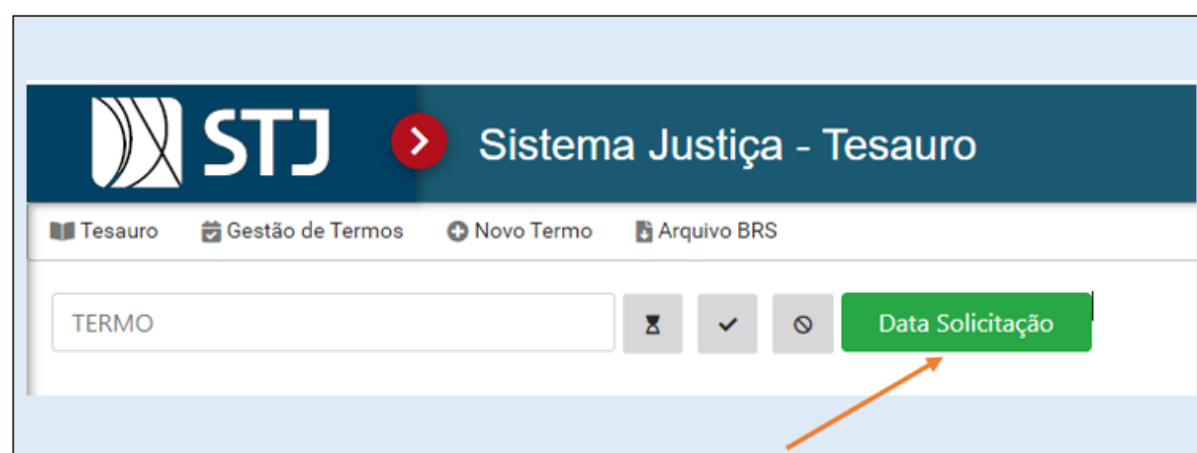 STJ
Sistema Justiça - Tesauro
Tesauro Gestão de Termos Novo Termo Arquivo BRS
TERMO Data Solicitação